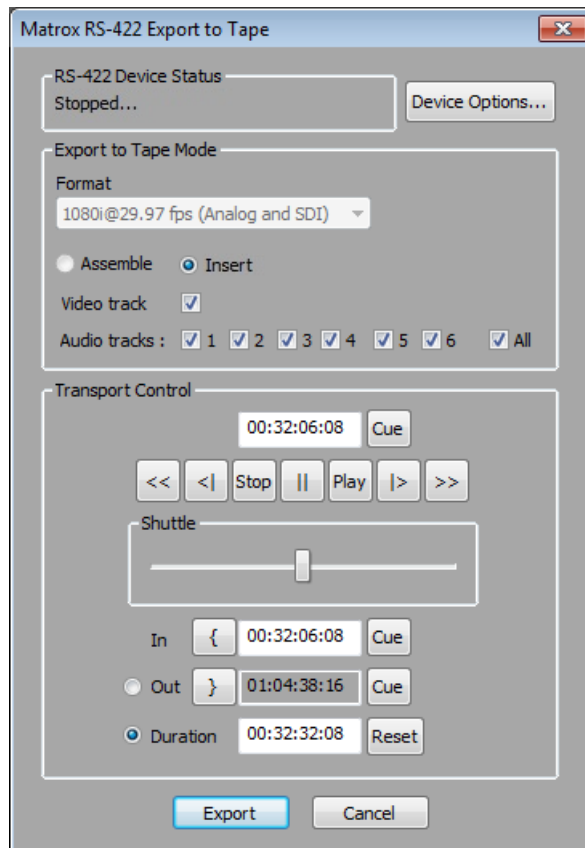 Matrox RS-422 Export to Tape
RS-422 Device Status
Stopped...
Device Options...
Export to Tape Mode
Format
1080i@29.97 fps (Analog and SDI)
Assemble Insert
Video track
Audio tracks : 1 2 3 4 5 6 All
Transport Control
00:32:06:08 Cue
<< <| Stop || Play |> >>
Shuttle
In { 00:32:06:08 Cue
Out } 01:04:38:16 Cue
Duration 00:32:32:08 Reset
Export Cancel